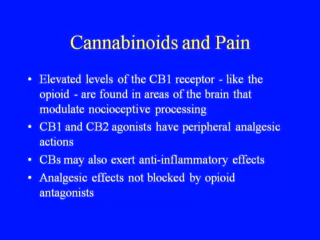 Cannabinoids and Pain
• Elevated levels of the CB1 receptor - like the
opioid - are found in areas of the brain that
modulate nocioceptive processing
• CB1 and CB2 agonists have peripheral analgesic
actions
• CBs may also exert anti-inflammatory effects
• Analgesic effects not blocked by opioid
antagonists